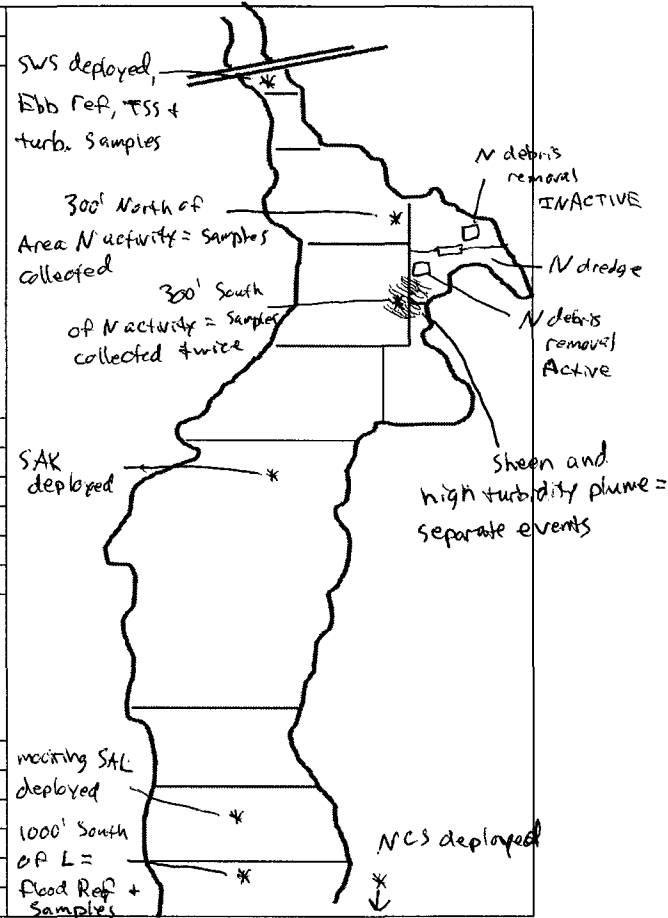 SWS deployed,
Ebb ref, TSS +
turb. samples
N debris
removal
INACTIVE
300' North of
Area N activity = samples
collected
N dredge
300' South
of N activity = samples
collected twice
N debris
removal
Active
SAK
deployed
Sheen and
high turbidity plume =
separate events
mooring SAL
deployed
1000' South
of L =
flood Ref +
Samples
NCS deployed